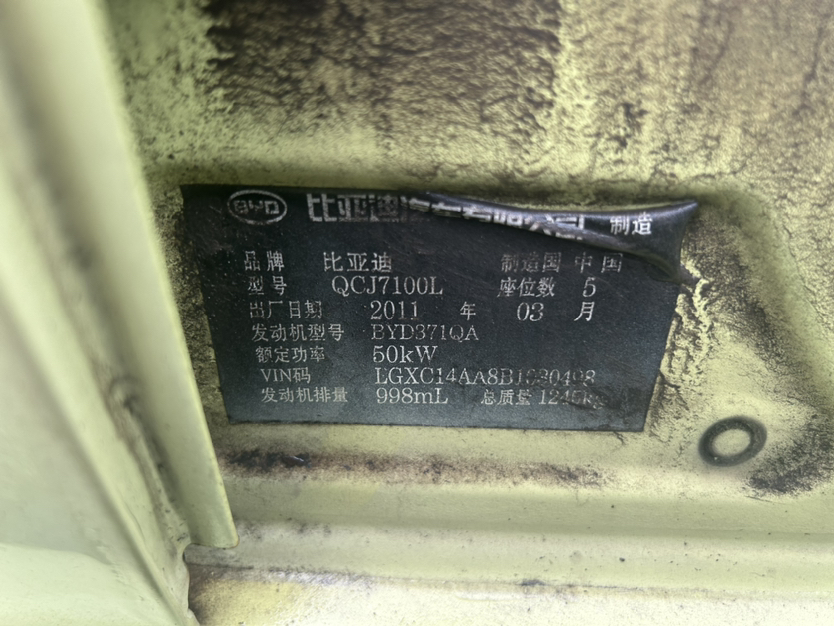 BYD 比亚迪汽车有限公司 制造
品牌 比亚迪 制造国 中国
型号 QCJ7100L 座位数 5
出厂日期 2011 年 03 月
发动机型号 BYD371QA
额定功率 50kW
VIN码
发动机排量 998mL 总质量